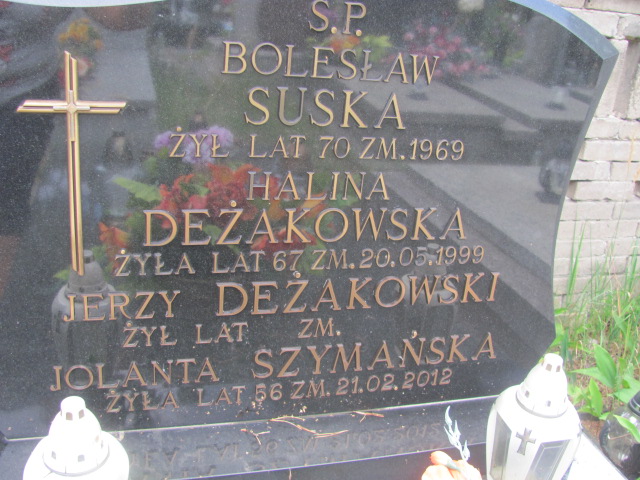 Ś.P.
BOLESŁAW
SUSKA
ŻYŁ LAT 70 ZM. 1969
HALINA
DEŻAKOWSKA
ŻYŁA LAT 67 ZM. 20.05.1999
JERZY DEŻAKOWSKI
ŻYŁ LAT ZM.
JOLANTA SZYMAŃSKA
ŻYŁA LAT 56 ZM. 21.02.2012